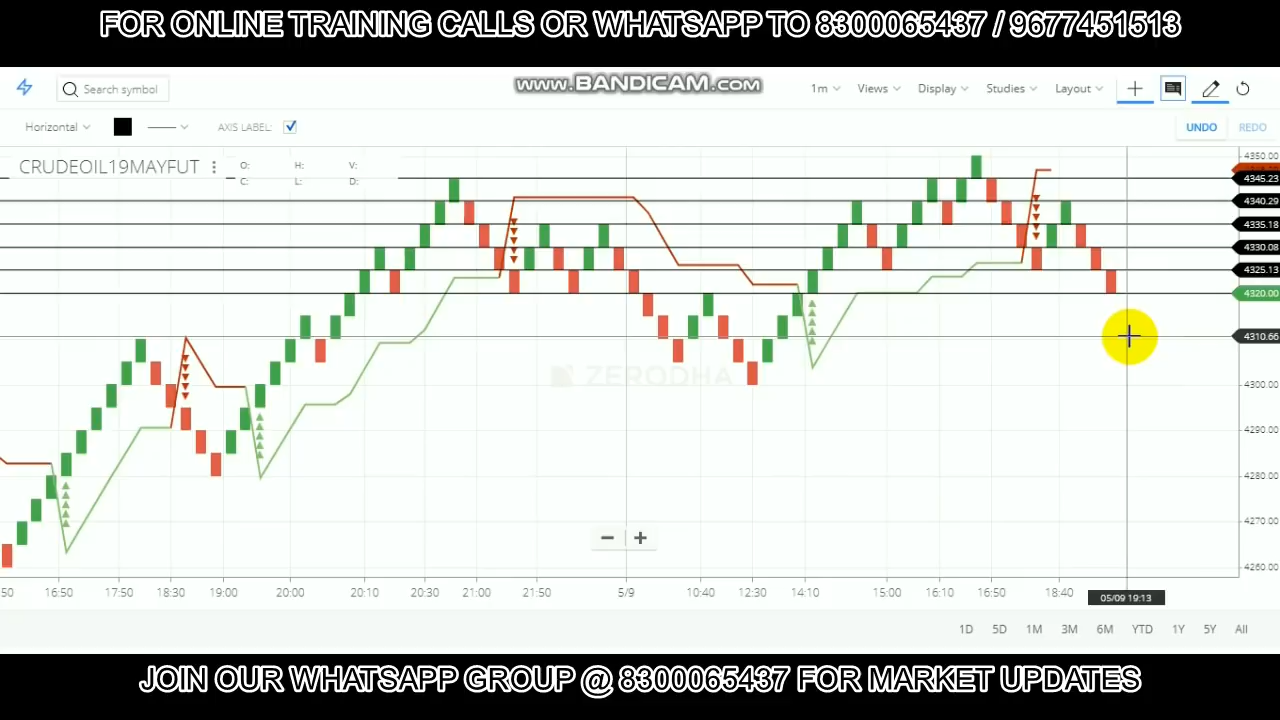 FOR ONLINE TRAINING CALLS OR WHATSAPP TO 8300065437 / 9677451513
www.BANDICAM.com
Search symbol
1m Views Display Studies Layout
Horizontal AXIS LABEL: UNDO REDO
CRUDEOIL19MAYFUT O: H: V:
C: L: D:
4350.00
4345.23
4340.29
4335.18
4330.08
4325.13
4320.00
4310.66
ZERODHA
4300.00
4290.00
4280.00
4270.00
4260.00
:50 16:50 17:50 18:30 19:00 20:00 20:10 20:30 21:00 21:50 5/9 10:40 12:30 14:10 15:00 16:10 16:50 18:40
05/09 19:13
1D 5D 1M 3M 6M YTD 1Y 5Y All
JOIN OUR WHATSAPP GROUP @ 8300065437 FOR MARKET UPDATES